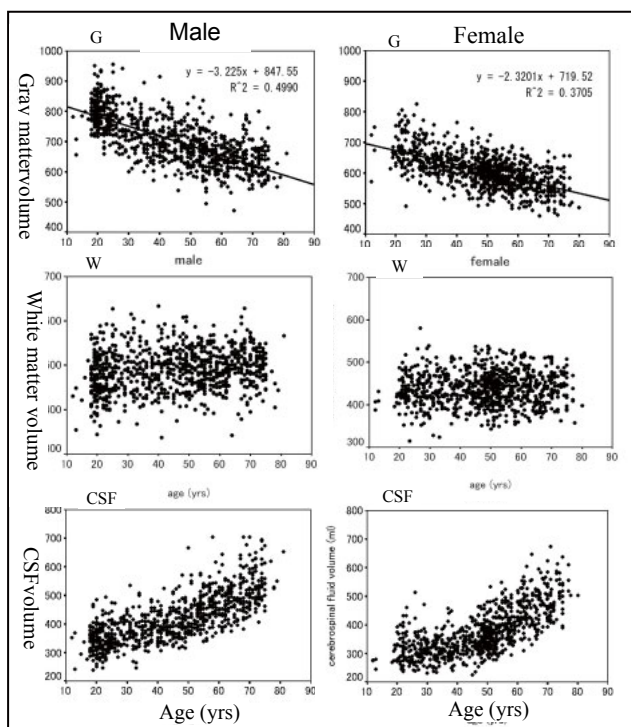 G Male
G Female
Gray mattervolume
1000
900
800
700
600
500
400
y = −3.225x + 847.55
R^2 = 0.4990
10 20 30 40 50 60 70 80 90
male
1000
900
800
700
600
500
400
y = −2.3201x + 719.52
R^2 = 0.3705
10 20 30 40 50 60 70 80 90
female
White matter volume
W
10 20 30 40 50 60 70 80 90
age (yrs)
W
700
600
500
400
300
10 20 30 40 50 60 70 80 90
age (yrs)
CSFvolume
CSF
800
700
600
500
400
300
200
10 20 30 40 50 60 70 80 90
Age (yrs)
CSF
cerebrospinal fluid volume (ml)
800
700
600
500
400
300
200
10 20 30 40 50 60 70 80 90
Age (yrs)